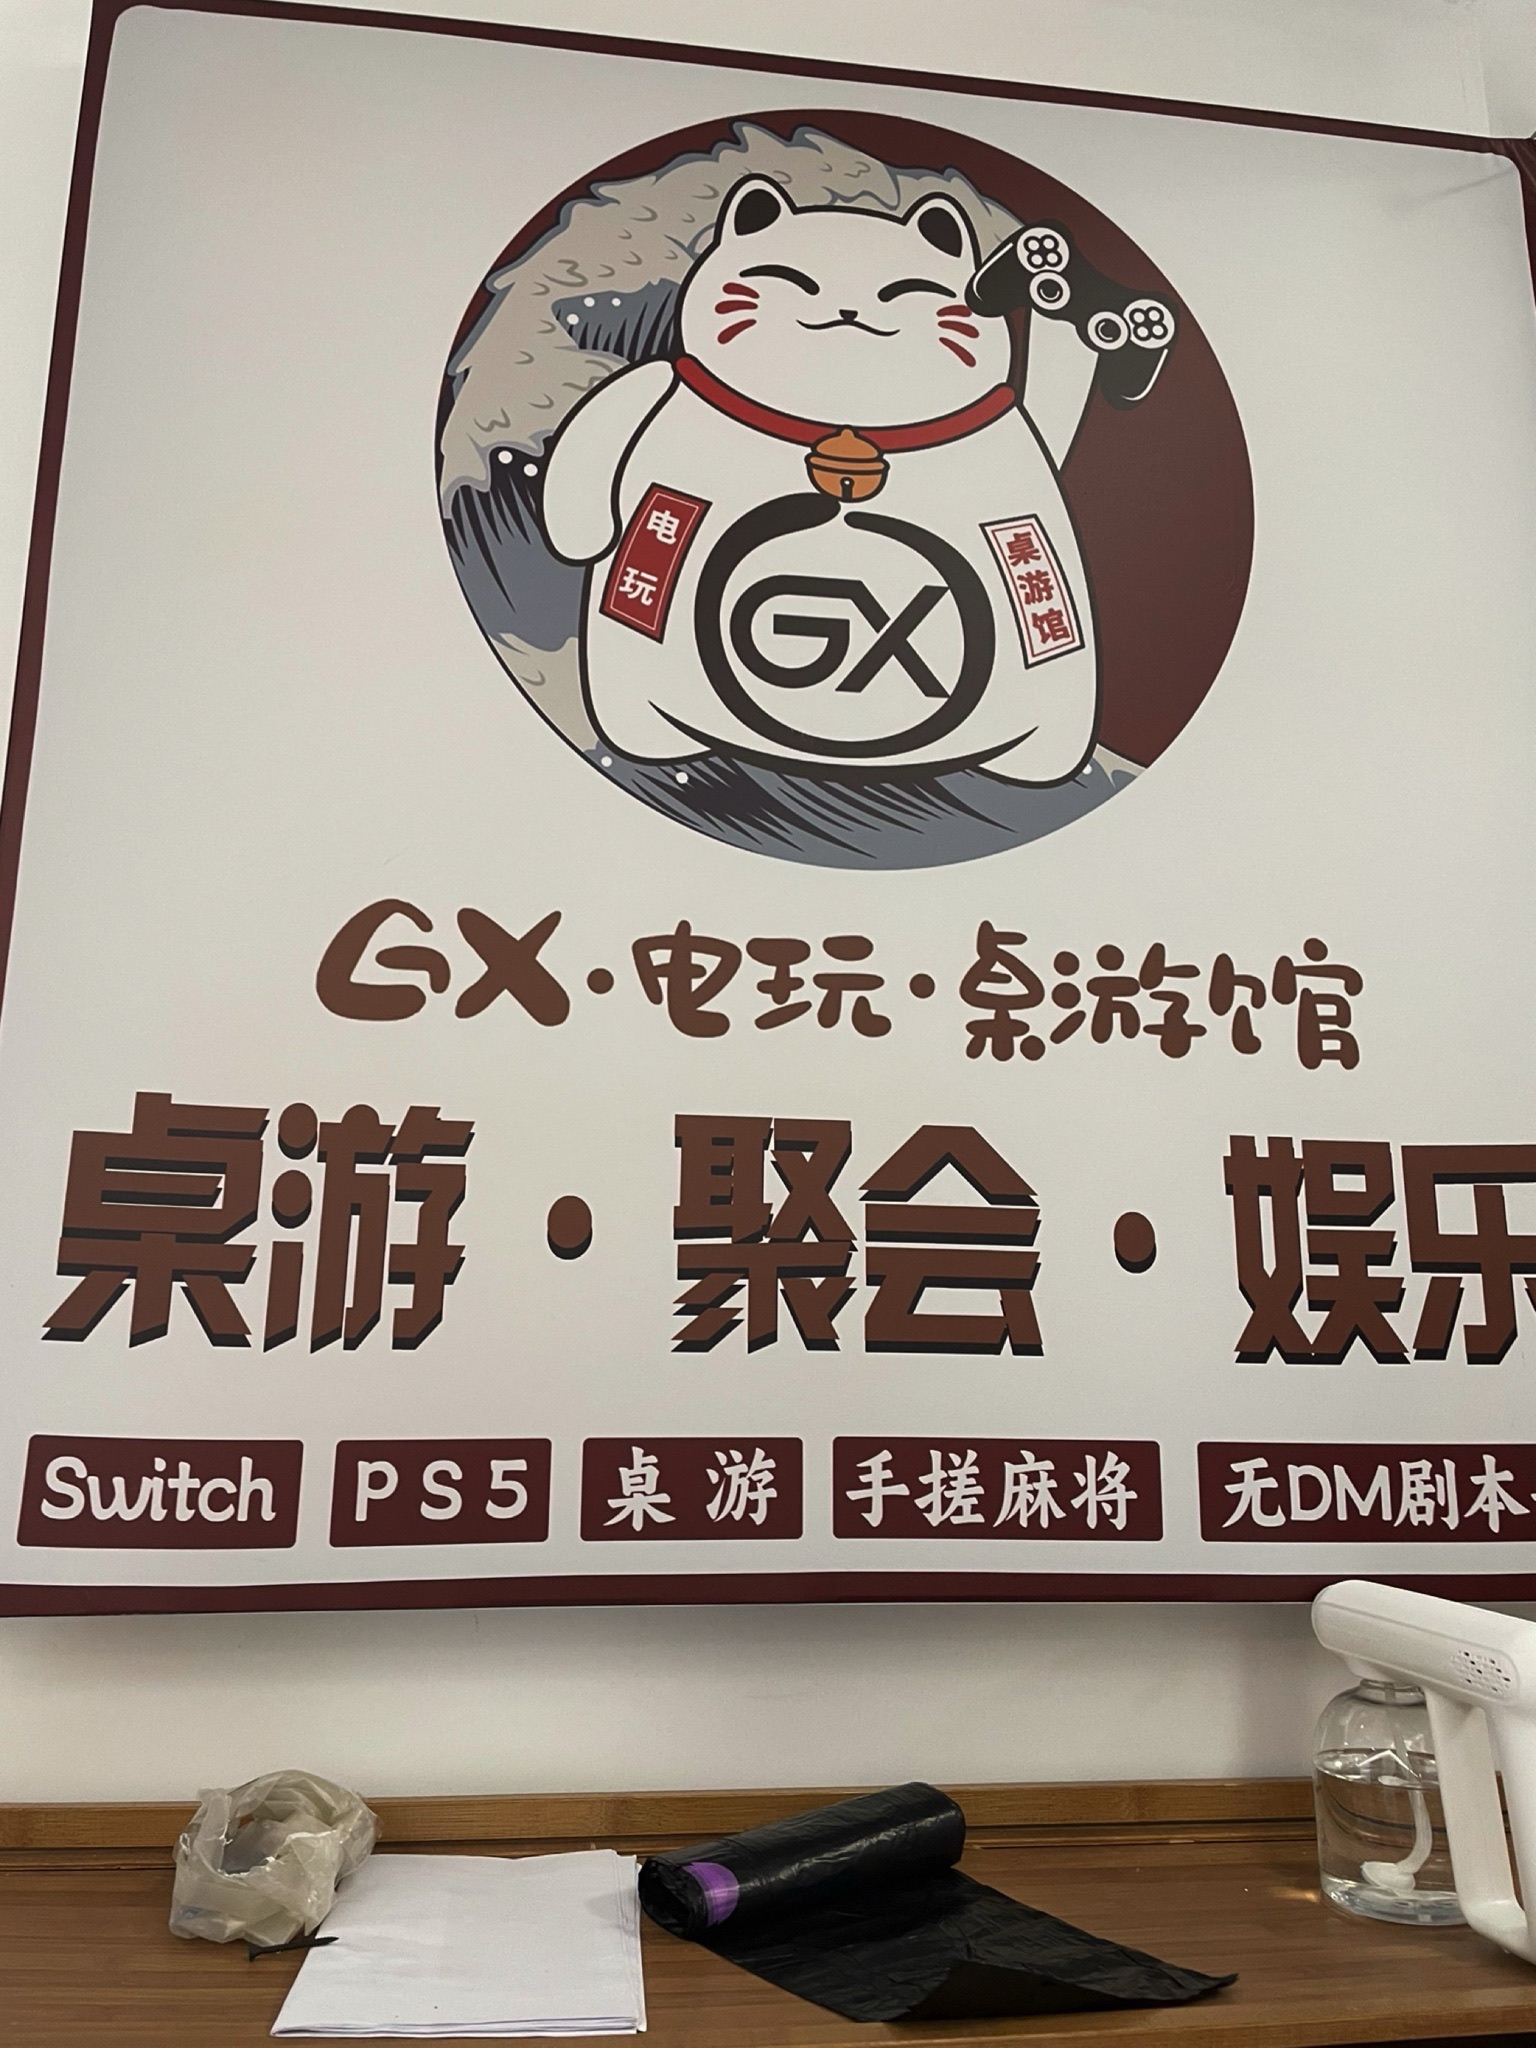 电玩
GX
桌游馆
GX·电玩·桌游馆
桌游·聚会·娱乐
Switch PS5 桌游 手搓麻将 无DM剧本